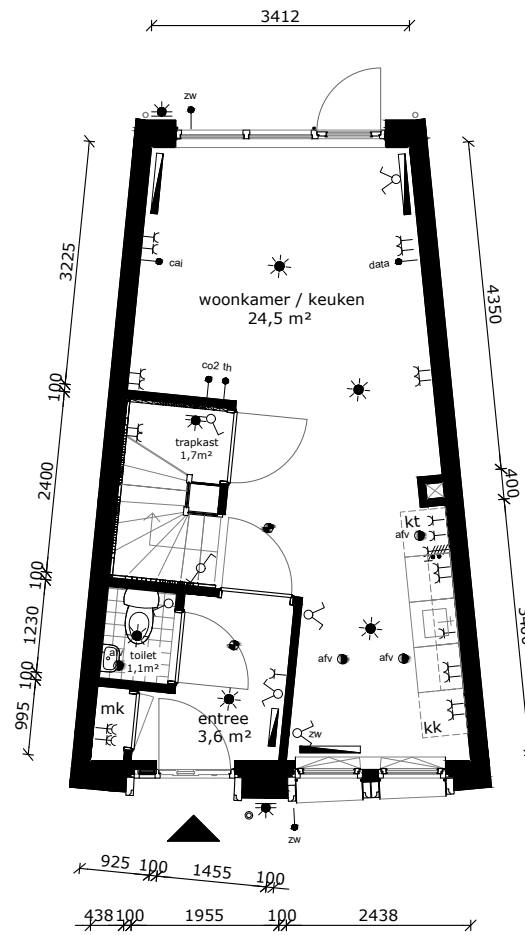 3412
zw
3225
cai
data
4350
woonkamer / keuken
24,5 m²
co2 th
100
trapkast
1,7m²
2400
400
kt
afv
100
1230
toilet
1,1m²
afv
afv
100
mk
entree
3,6 m²
995
zw
kk
zw
925
100
1455
100
438
100
1955
100
2438